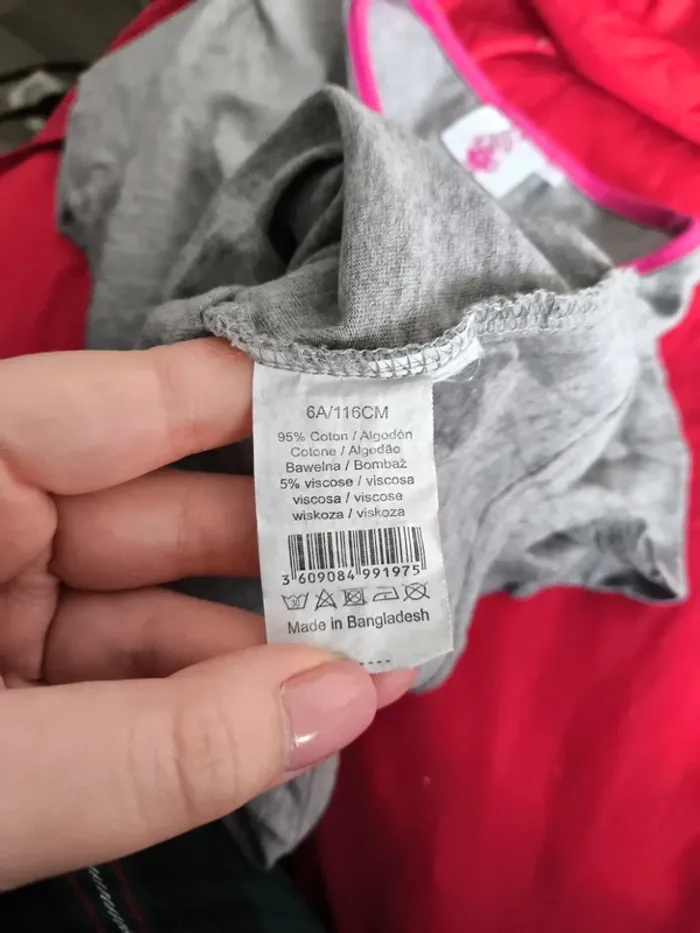 6A/116CM
95% Coton / Algodón
Cotone / Algodão
Bawełna / Bombaž
5% viscose / viscosa
viscosa / viscose
wiskoza / viskoza
3 609084 991975
Made in Bangladesh